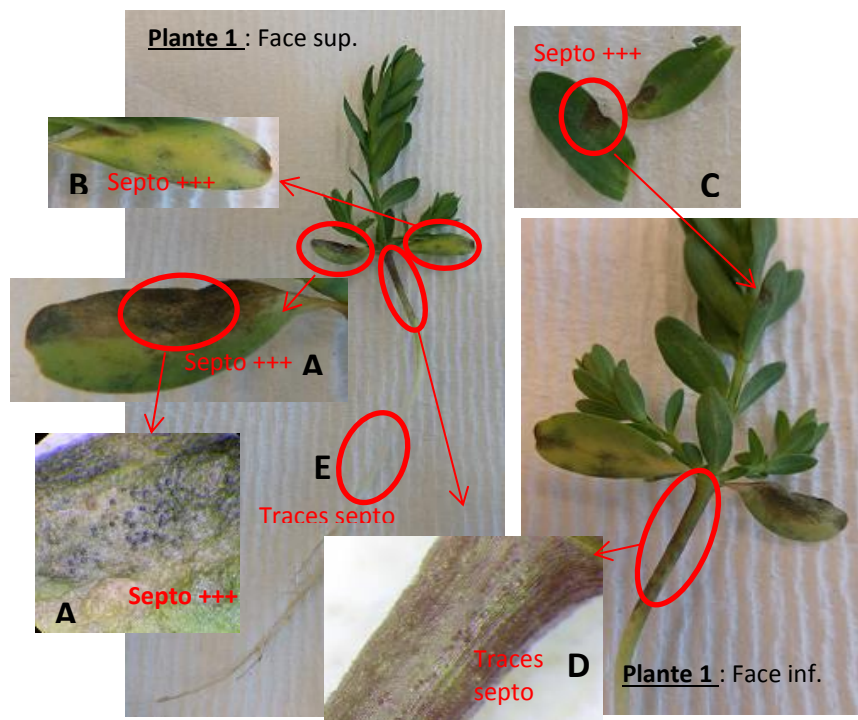 Plante 1 : Face sup.
Septo +++
C
B
Septo +++
Septo +++
A
E
Traces septo
Septo +++
A
Traces
septo
D
Plante 1 : Face inf.